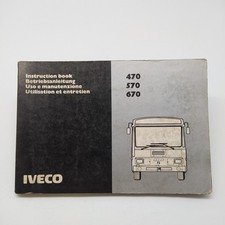 Instruction book
Betriebsanleitung
Uso e manutenzione
Utilisation et entretien
470
570
670
IVECO